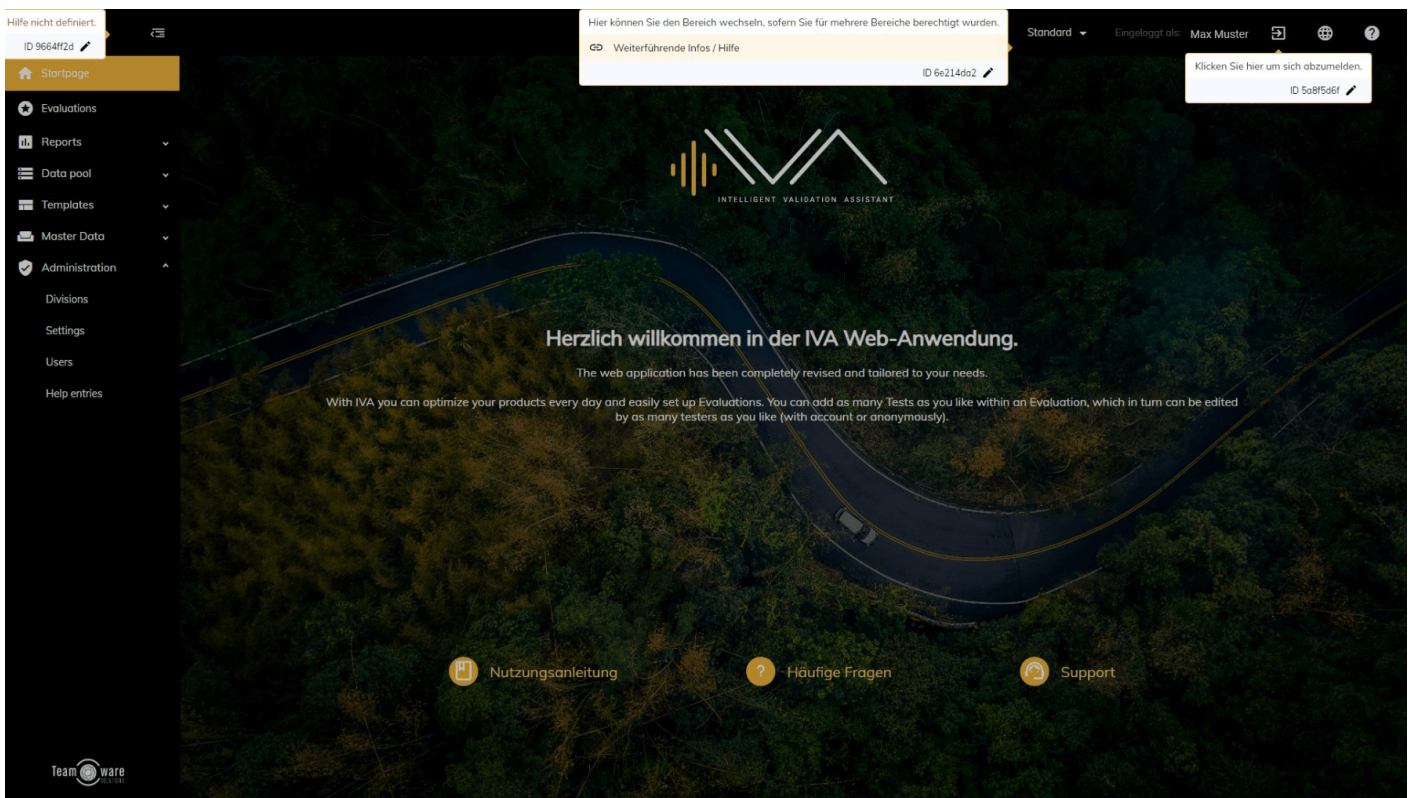 Hilfe nicht definiert.
ID 9664ff2d
Hier können Sie den Bereich wechseln, sofern Sie für mehrere Bereiche berechtigt wurden.
Weiterführende Infos / Hilfe
ID 6e214da2
Standard
Eingeloggt als: Max Muster
Klicken Sie hier um sich abzumelden.
ID 5a8f5d6f
Startpage
Evaluations
Reports
Data pool
Templates
Master Data
Administration
Divisions
Settings
Users
Help entries
IVA
INTELLIGENT VALIDATION ASSISTANT
Herzlich willkommen in der IVA Web-Anwendung.
The web application has been completely revised and tailored to your needs.
With IVA you can optimize your products every day and easily set up Evaluations. You can add as many Tests as you like within an Evaluation, which in turn can be edited
by as many testers as you like (with account or anonymously).
Nutzungsanleitung
? Häufige Fragen
Support
Team ware
SOLUTIONS